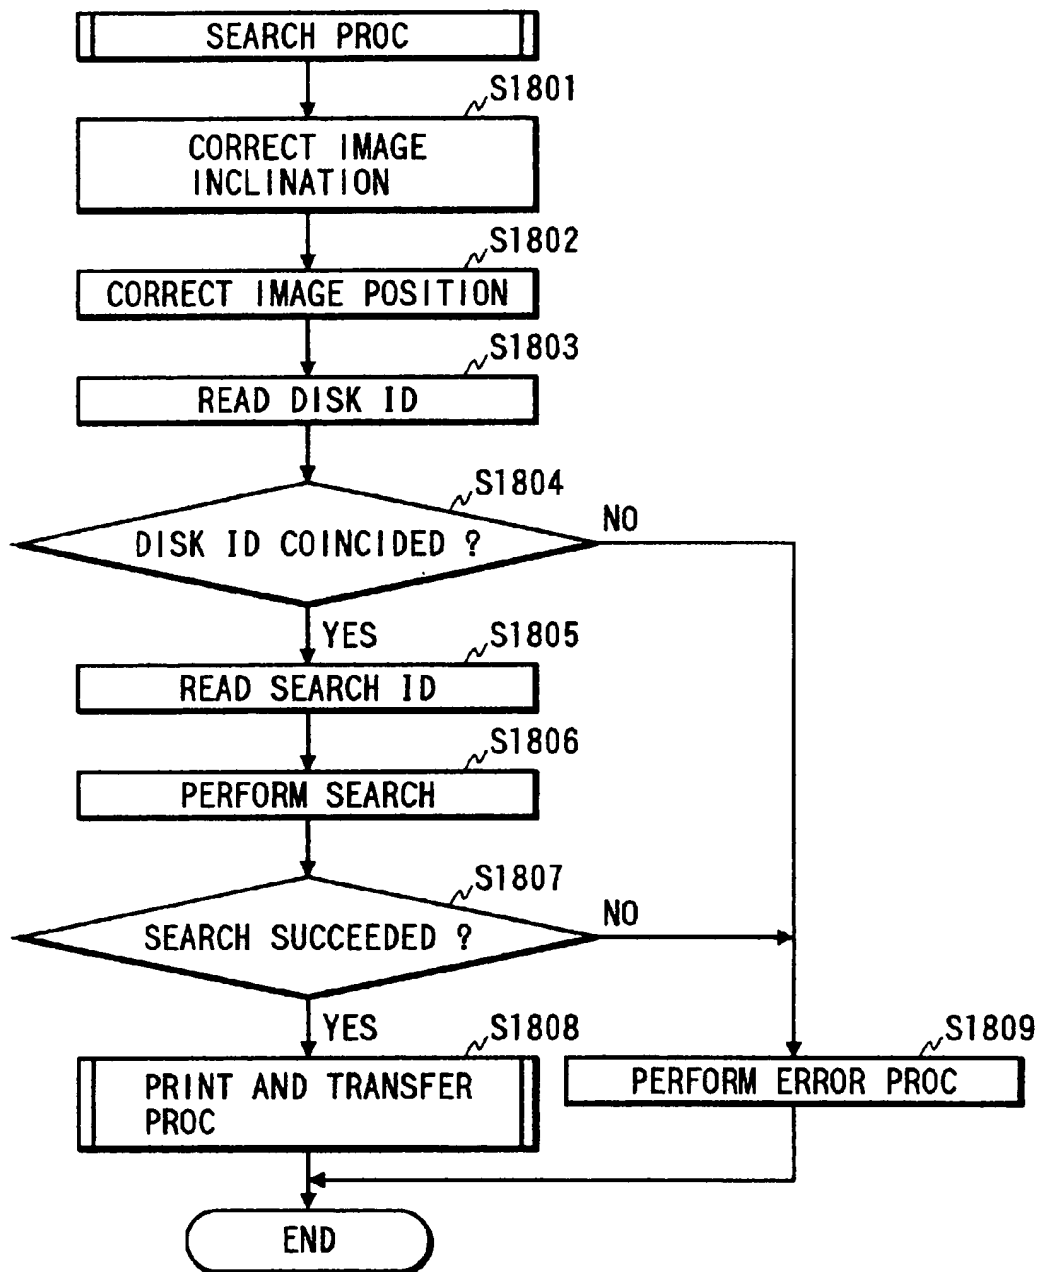 SEARCH PROC
S1801
CORRECT IMAGE
INCLINATION
S1802
CORRECT IMAGE POSITION
S1803
READ DISK ID
S1804
DISK ID COINCIDED ?
NO
YES
S1805
READ SEARCH ID
S1806
PERFORM SEARCH
S1807
SEARCH SUCCEEDED ?
NO
YES
S1808
PRINT AND TRANSFER
PROC
S1809
PERFORM ERROR PROC
END